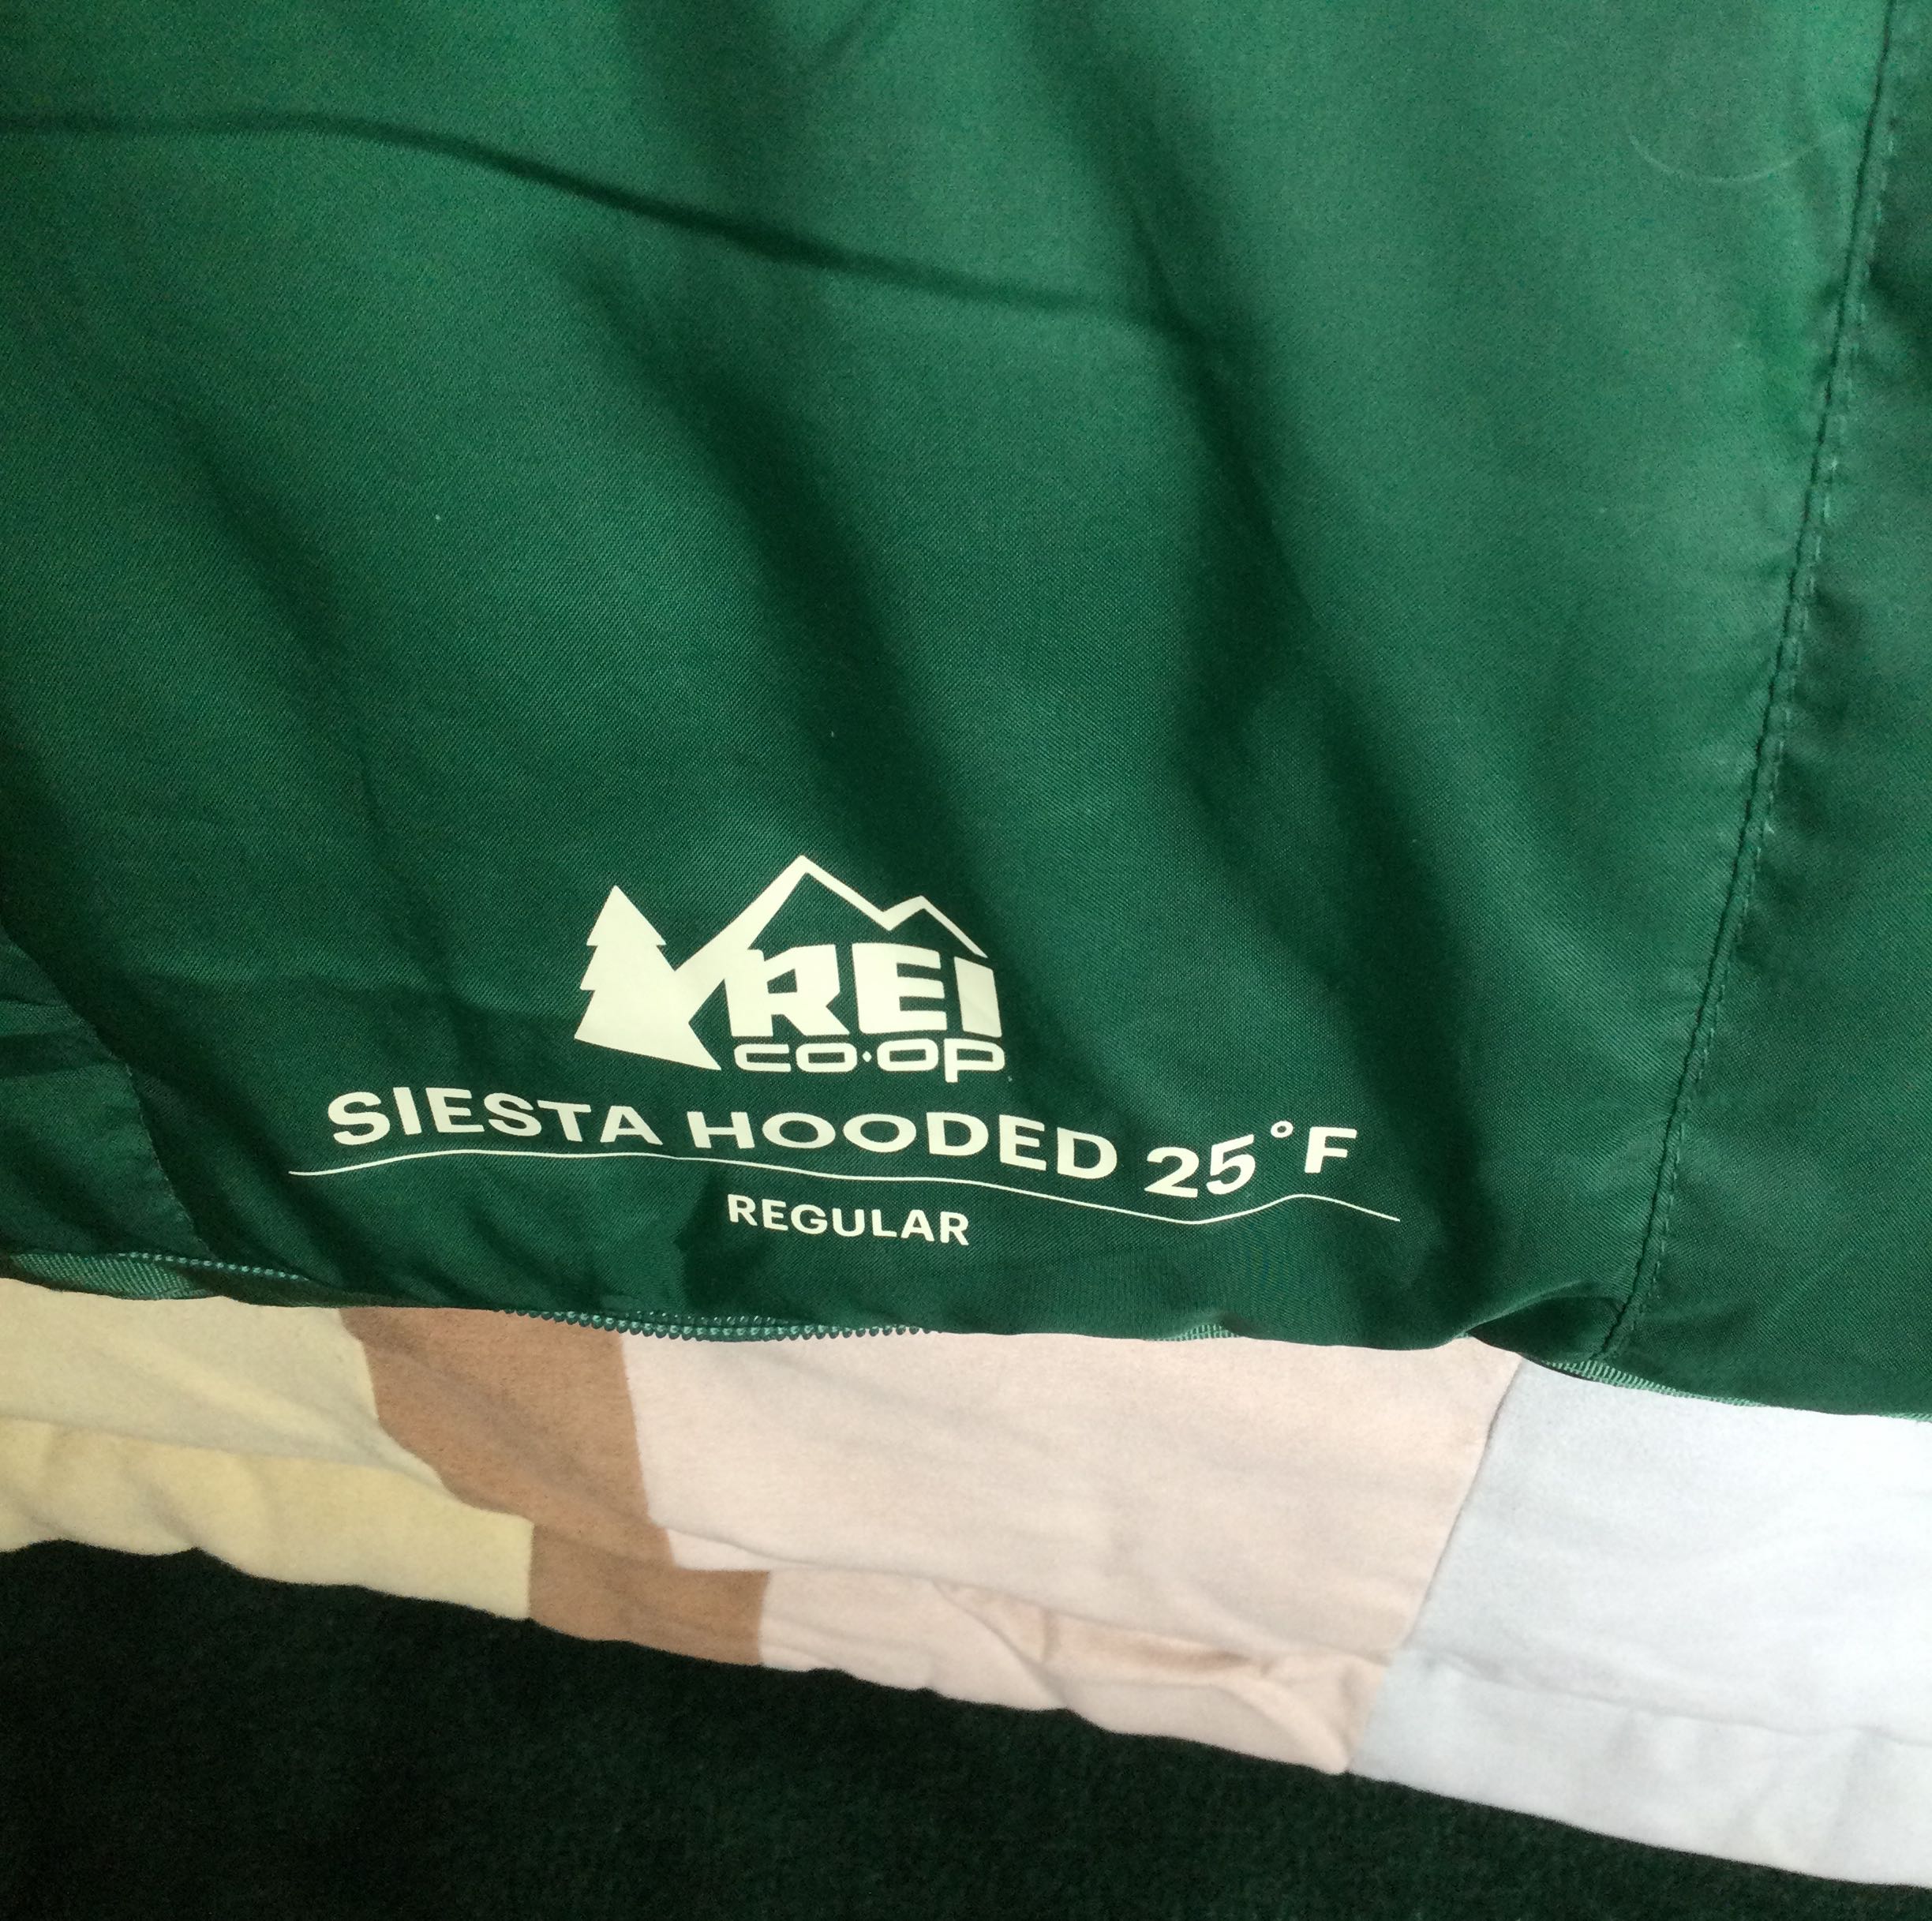 REI
CO·OP
SIESTA HOODED 25°F
REGULAR